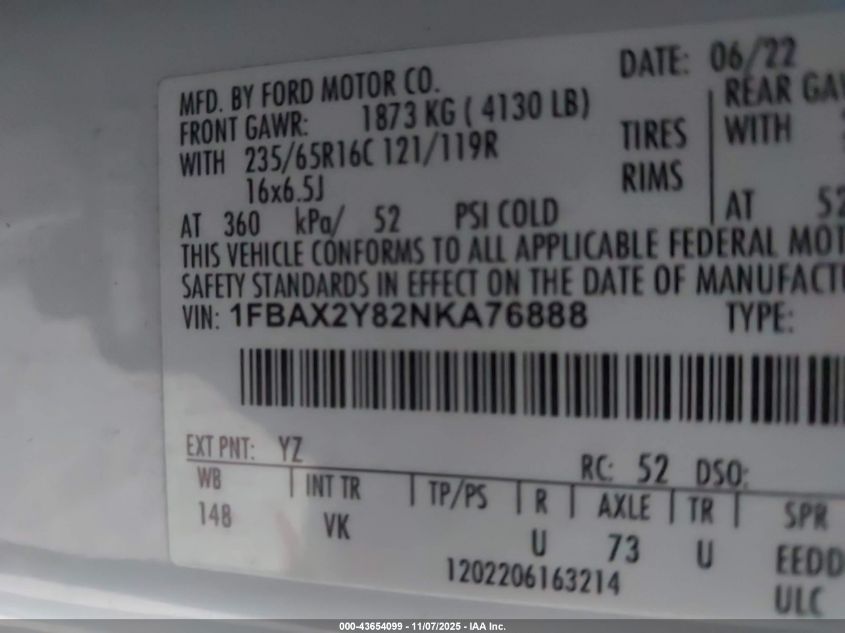 DATE: 06/22
MFD. BY FORD MOTOR CO.
FRONT GAWR: 1873 KG ( 4130 LB)
REAR GAW
WITH 235/65R16C 121/119R TIRES WITH
16x6.5J RIMS
AT 360 kPa/ 52 PSI COLD AT 52
THIS VEHICLE CONFORMS TO ALL APPLICABLE FEDERAL MOT
SAFETY STANDARDS IN EFFECT ON THE DATE OF MANUFACT
VIN: 1FBAX2Y82NKA76888 TYPE:
EXT PNT: YZ RC: 52 DSO:
WB INT TR TP/PS R AXLE TR SPR
148 VK U 73 U EEDD
1202206163214 ULC
000-43654099 - 11/07/2025 - IAA Inc.